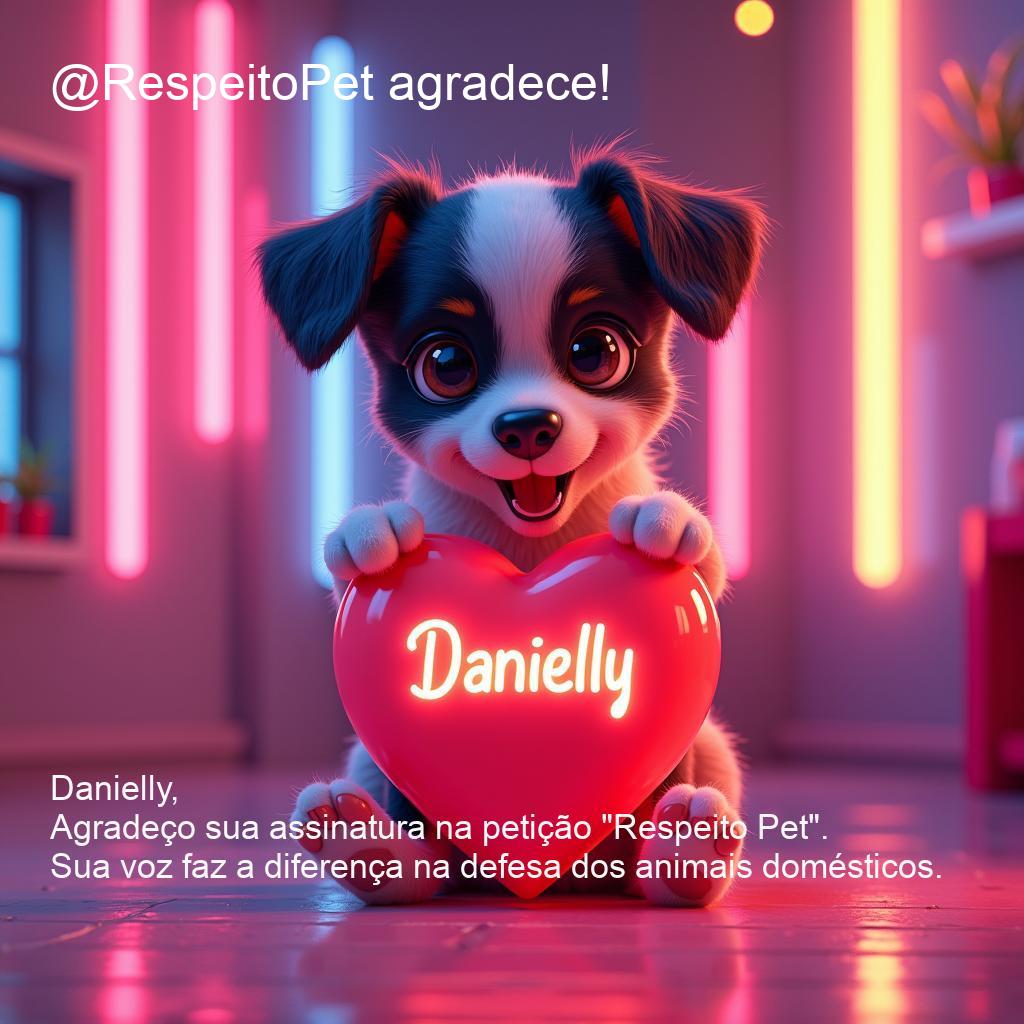 @RespeitoPet agradece!
Danielly
Danielly,
Agradeço sua assinatura na petição "Respeito Pet".
Sua voz faz a diferença na defesa dos animais domésticos.